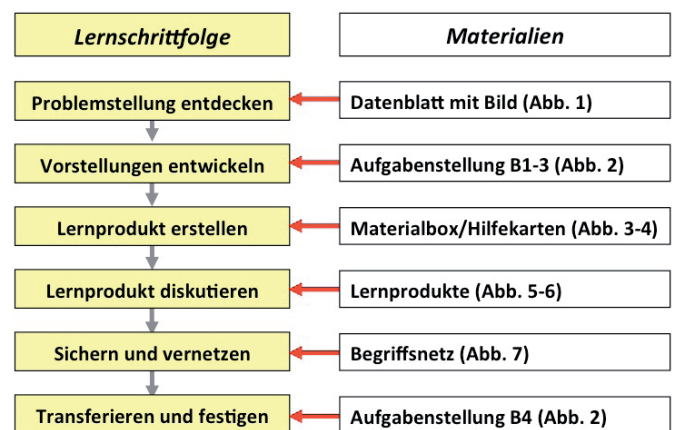 Lernschrittfolge
Materialien
Problemstellung entdecken
Datenblatt mit Bild (Abb. 1)
Vorstellungen entwickeln
Aufgabenstellung B1-3 (Abb. 2)
Lernprodukt erstellen
Materialbox/Hilfekarten (Abb. 3-4)
Lernprodukt diskutieren
Lernprodukte (Abb. 5-6)
Sichern und vernetzen
Begriffsnetz (Abb. 7)
Transferieren und festigen
Aufgabenstellung B4 (Abb. 2)